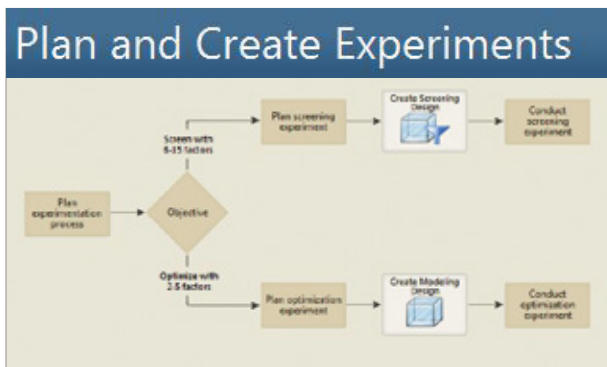 Plan and Create Experiments
Create Screening
Design
Plan screening
experiment
Conduct
screening
experiment
Screen with
6-15 factors
Plan
experimentation
process
Objective
Optimize with
2-5 factors
Create Modeling
Design
Plan optimization
experiment
Conduct
optimization
experiment